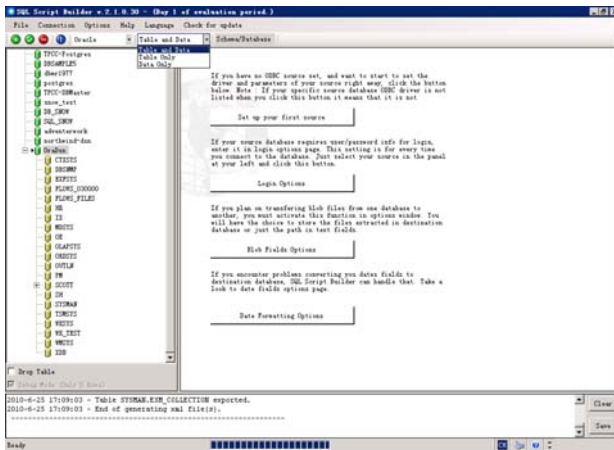 SQL Script Builder v.2.1.0.30 - (Day 1 of evaluation period.)
File Connection Options Help Language Check for update
Oracle Table and Data Schema/Database
Table and Data
Table Only
Data Only
TPCC-Postgres
DBSAMPLES
postgres
TPCC-DBMaster
snow_test
DB_SNOW
SQL_SNOW
adventerwork
northwind-dsn
OraDsn
CTXSYS
DBSNMP
EXFSYS
FLOWS_030000
FLOWS_FILES
HR
IX
MDSYS
OE
OLAPSYS
ORDSYS
OUTLN
PM
SCOTT
SH
SYSMAN
TSMSYS
WKSYS
WK_TEST
WMSYS
XDB
If you have no ODBC source set, and want to start to set the
driver and parameters of your source right away, click the button
below. Note : If your specific source database ODBC driver is not
listed when you click this button it means that it is not
Set up your first source
If your source database requires user/password info for login,
enter it in login options page. This setting is for every time
you connect to the database. Just select your source in the panel
at your left and click this button.
Login Options
If you plan on transfering blob files from one database to
another, you must activate this function in options window. You
will have the choice to store the files extracted in destination
database or just the path in text fields.
Blob Fields Options
If you encounter problems converting you dates fields to
destination database, SQL Script Builder can handle that. Take a
look to date fields options page.
Date Formatting Options
Drop Table
Debug Mode (Only 5 Rows)
2010-6-25 17:09:03 - Table SYSMAN.EXM_COLLECTION exported.
2010-6-25 17:09:03 - End of generating xml file(s).
Clear
Save
Ready